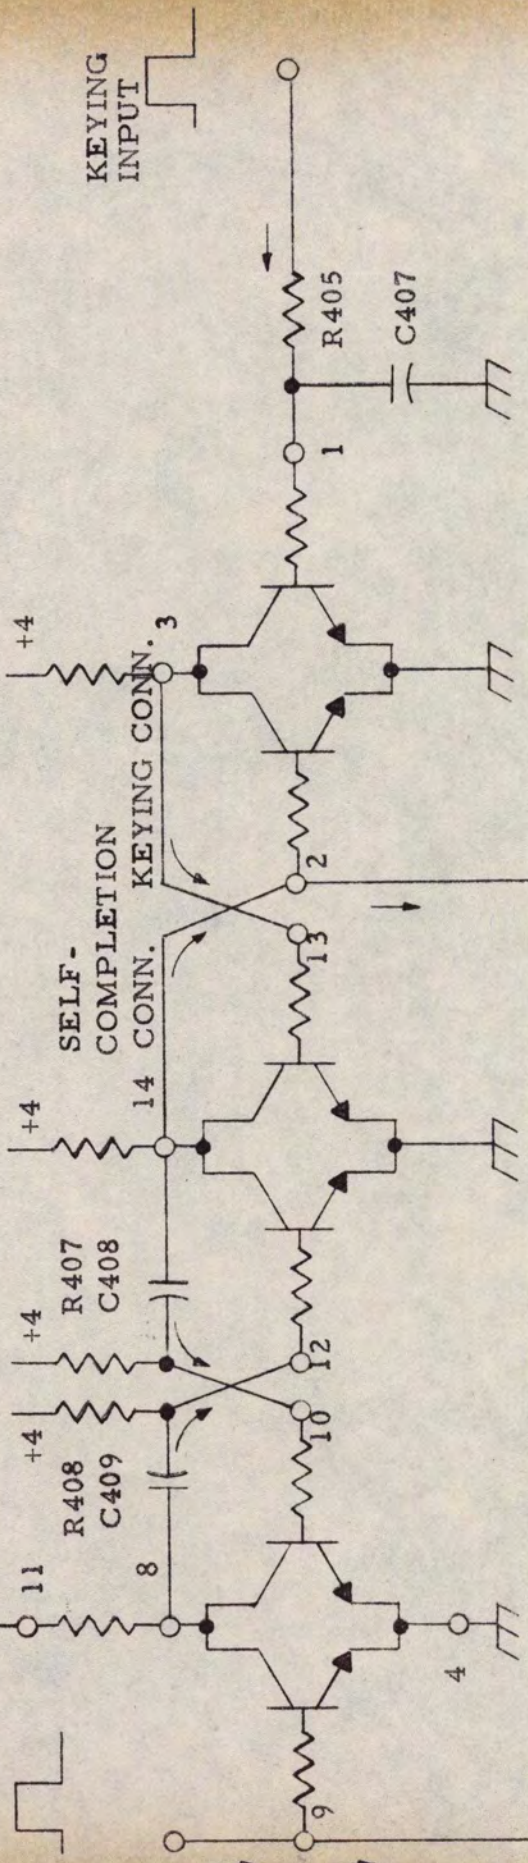 KEYING
INPUT
R405
C407
1
+4
3
KEYING CONN.
SELF-
COMPLETION
CONN.
2
13
14
+4
+4
R407
C408
+4
R408
C409
12
10
11
8
4
9